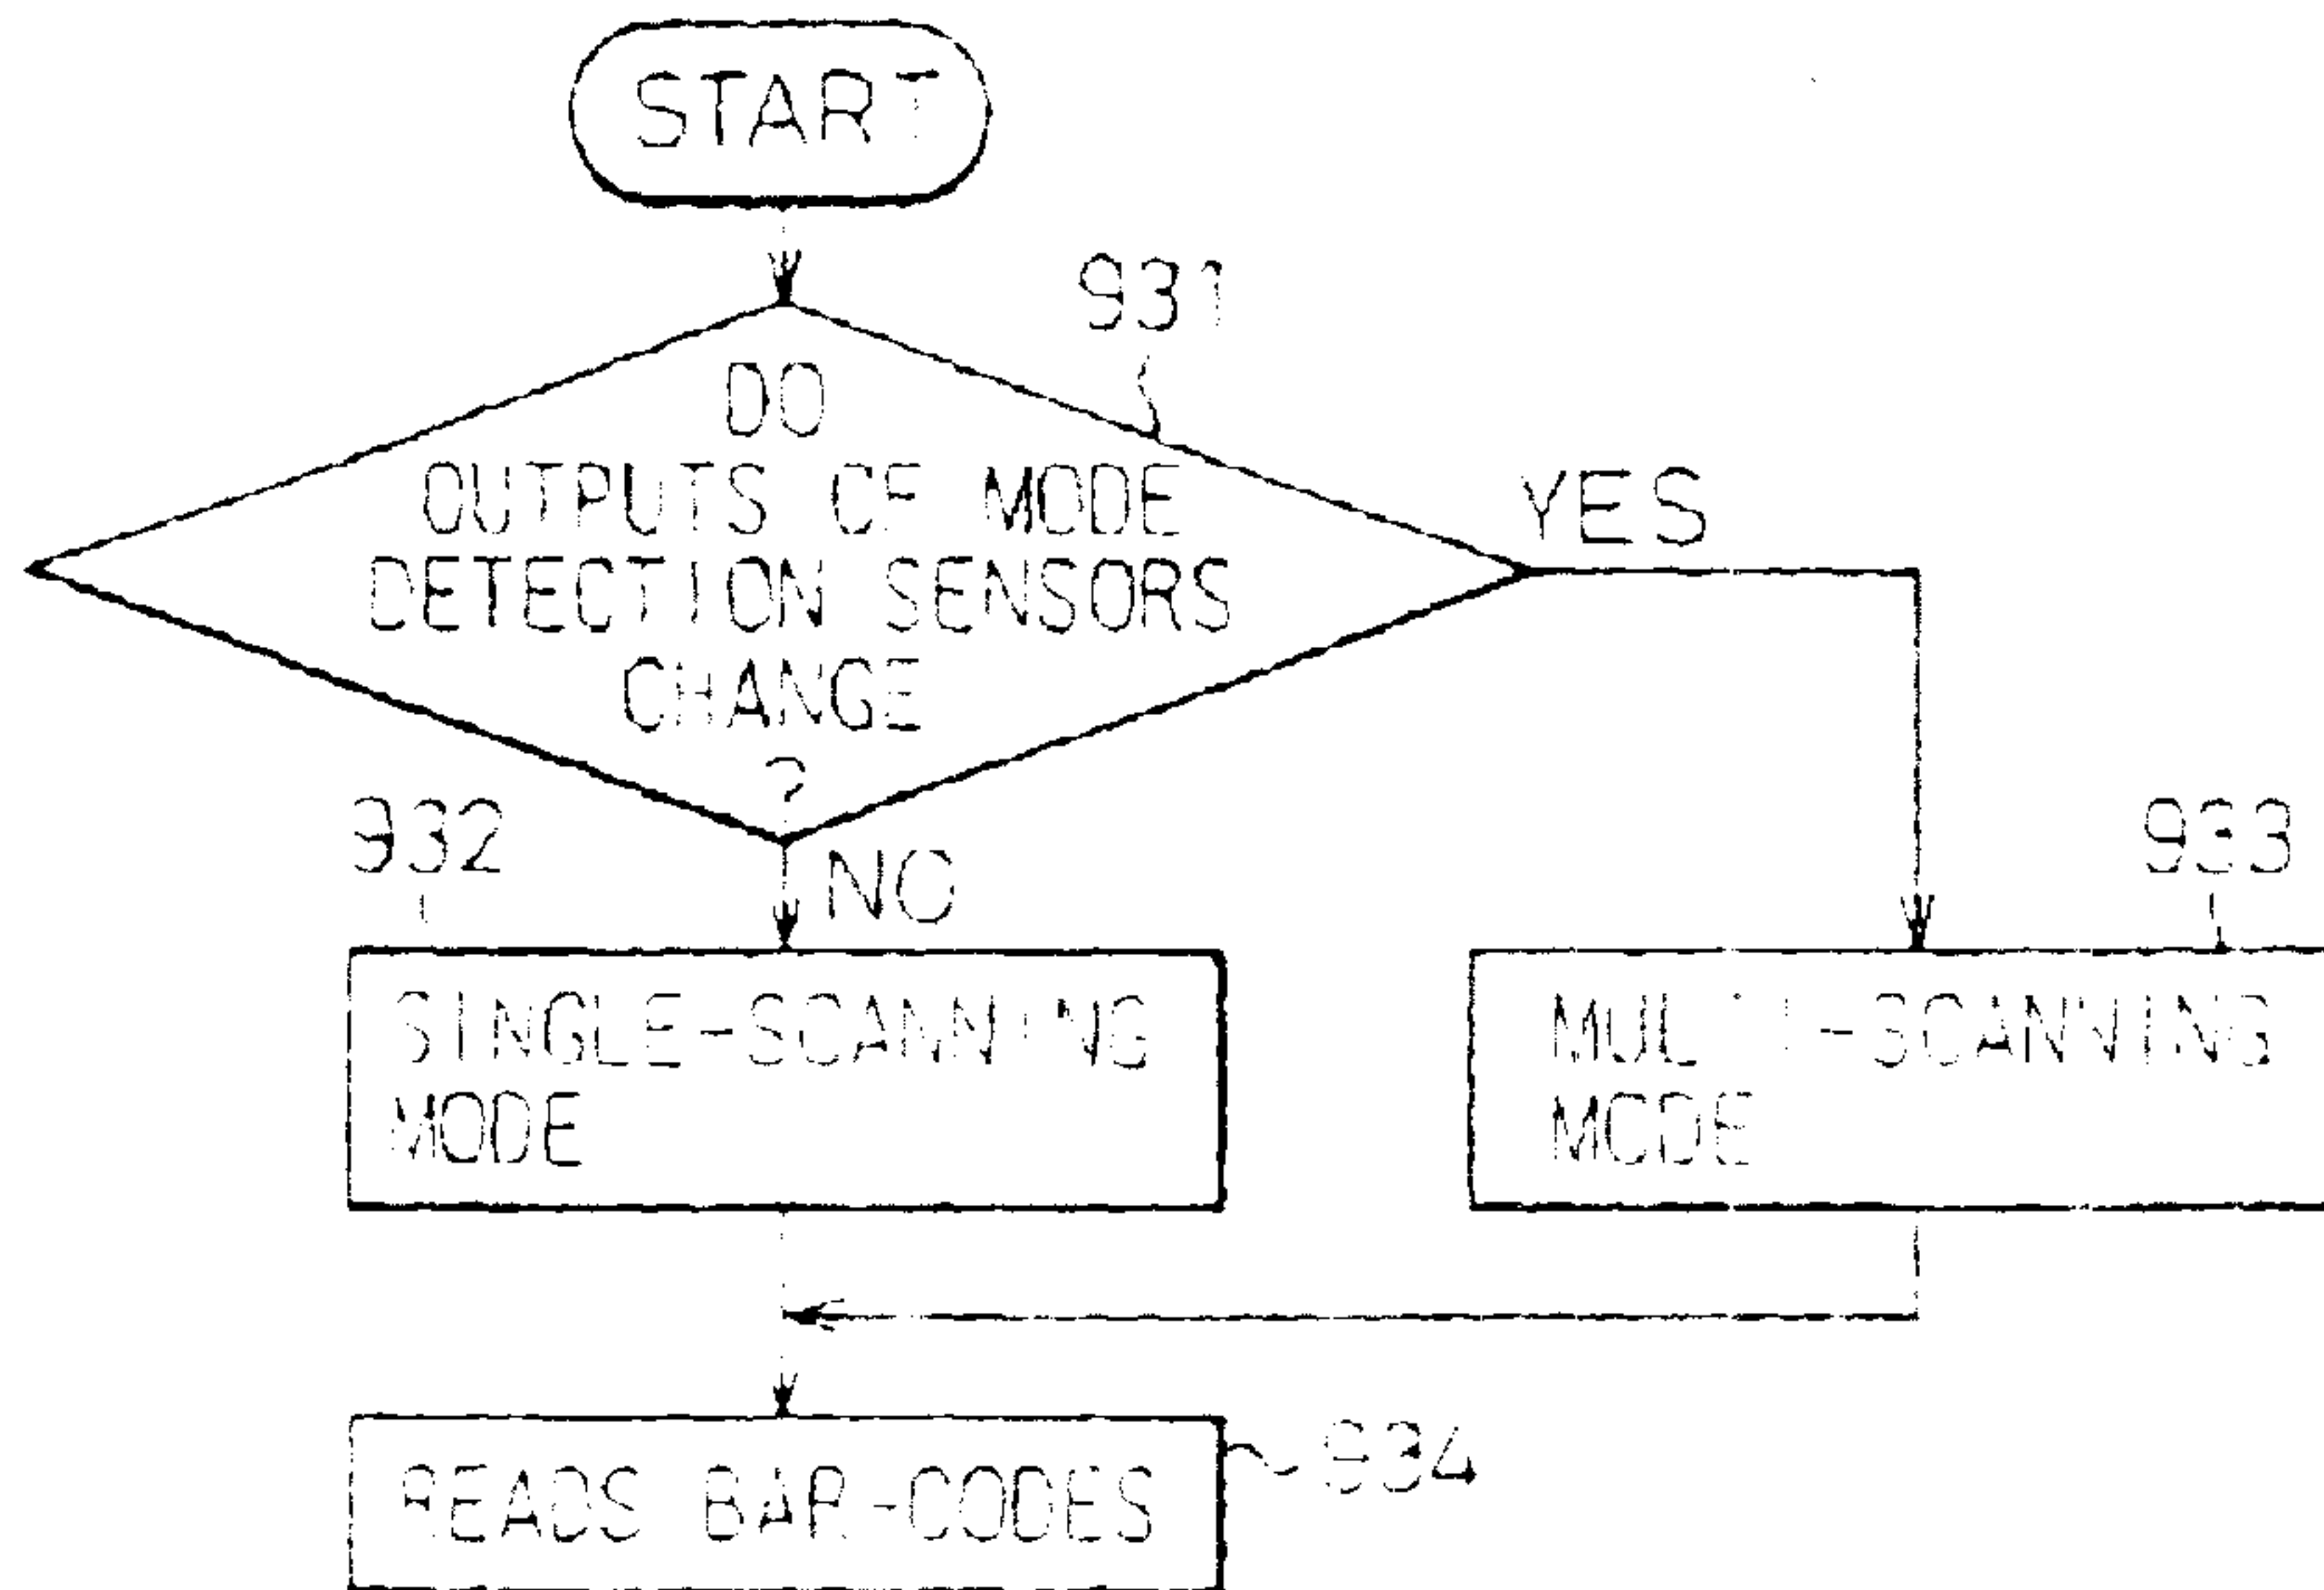 START
931
DO
OUTPUTS OF MODE
DETECTION SENSORS
CHANGE
?
YES
932
NO
933
SINGLE-SCANNING
MODE
MULTI-SCANNING
MODE
934
READS BAR-CODES